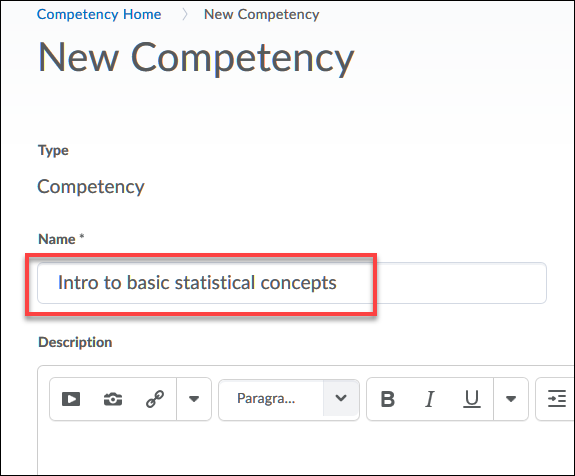 Competency Home > New Competency
New Competency
Type
Competency
Name *
Intro to basic statistical concepts
Description
Paragra... B I U